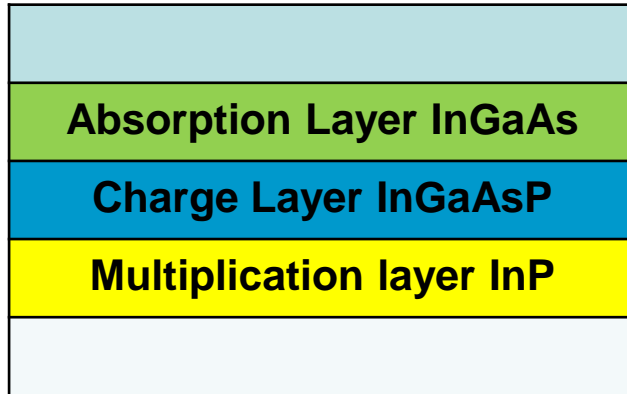 Absorption Layer InGaAs
Charge Layer InGaAsP
Multiplication layer InP